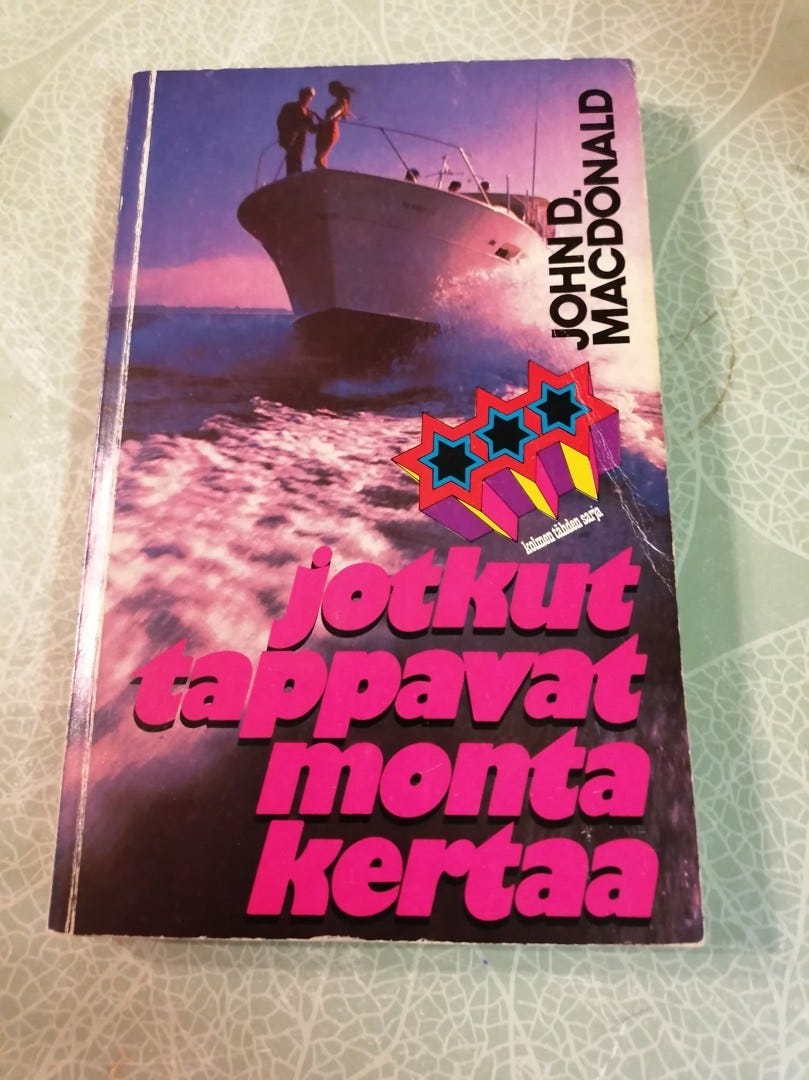 JOHN D.
MACDONALD
kolmen tähden sarja
jotkut
tappavat
monta
kertaa